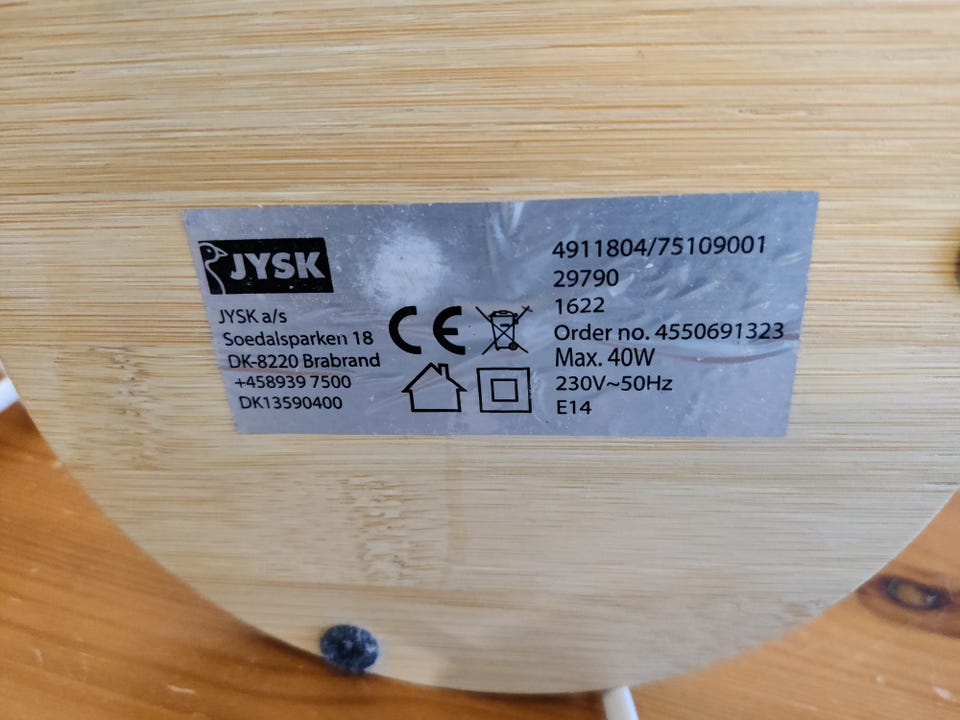 JYSK
JYSK a/s
Soedalsparken 18
DK-8220 Brabrand
+458939 7500
DK13590400
CE
4911804/75109001
29790
1622
Order no. 4550691323
Max. 40W
230V~50Hz
E14